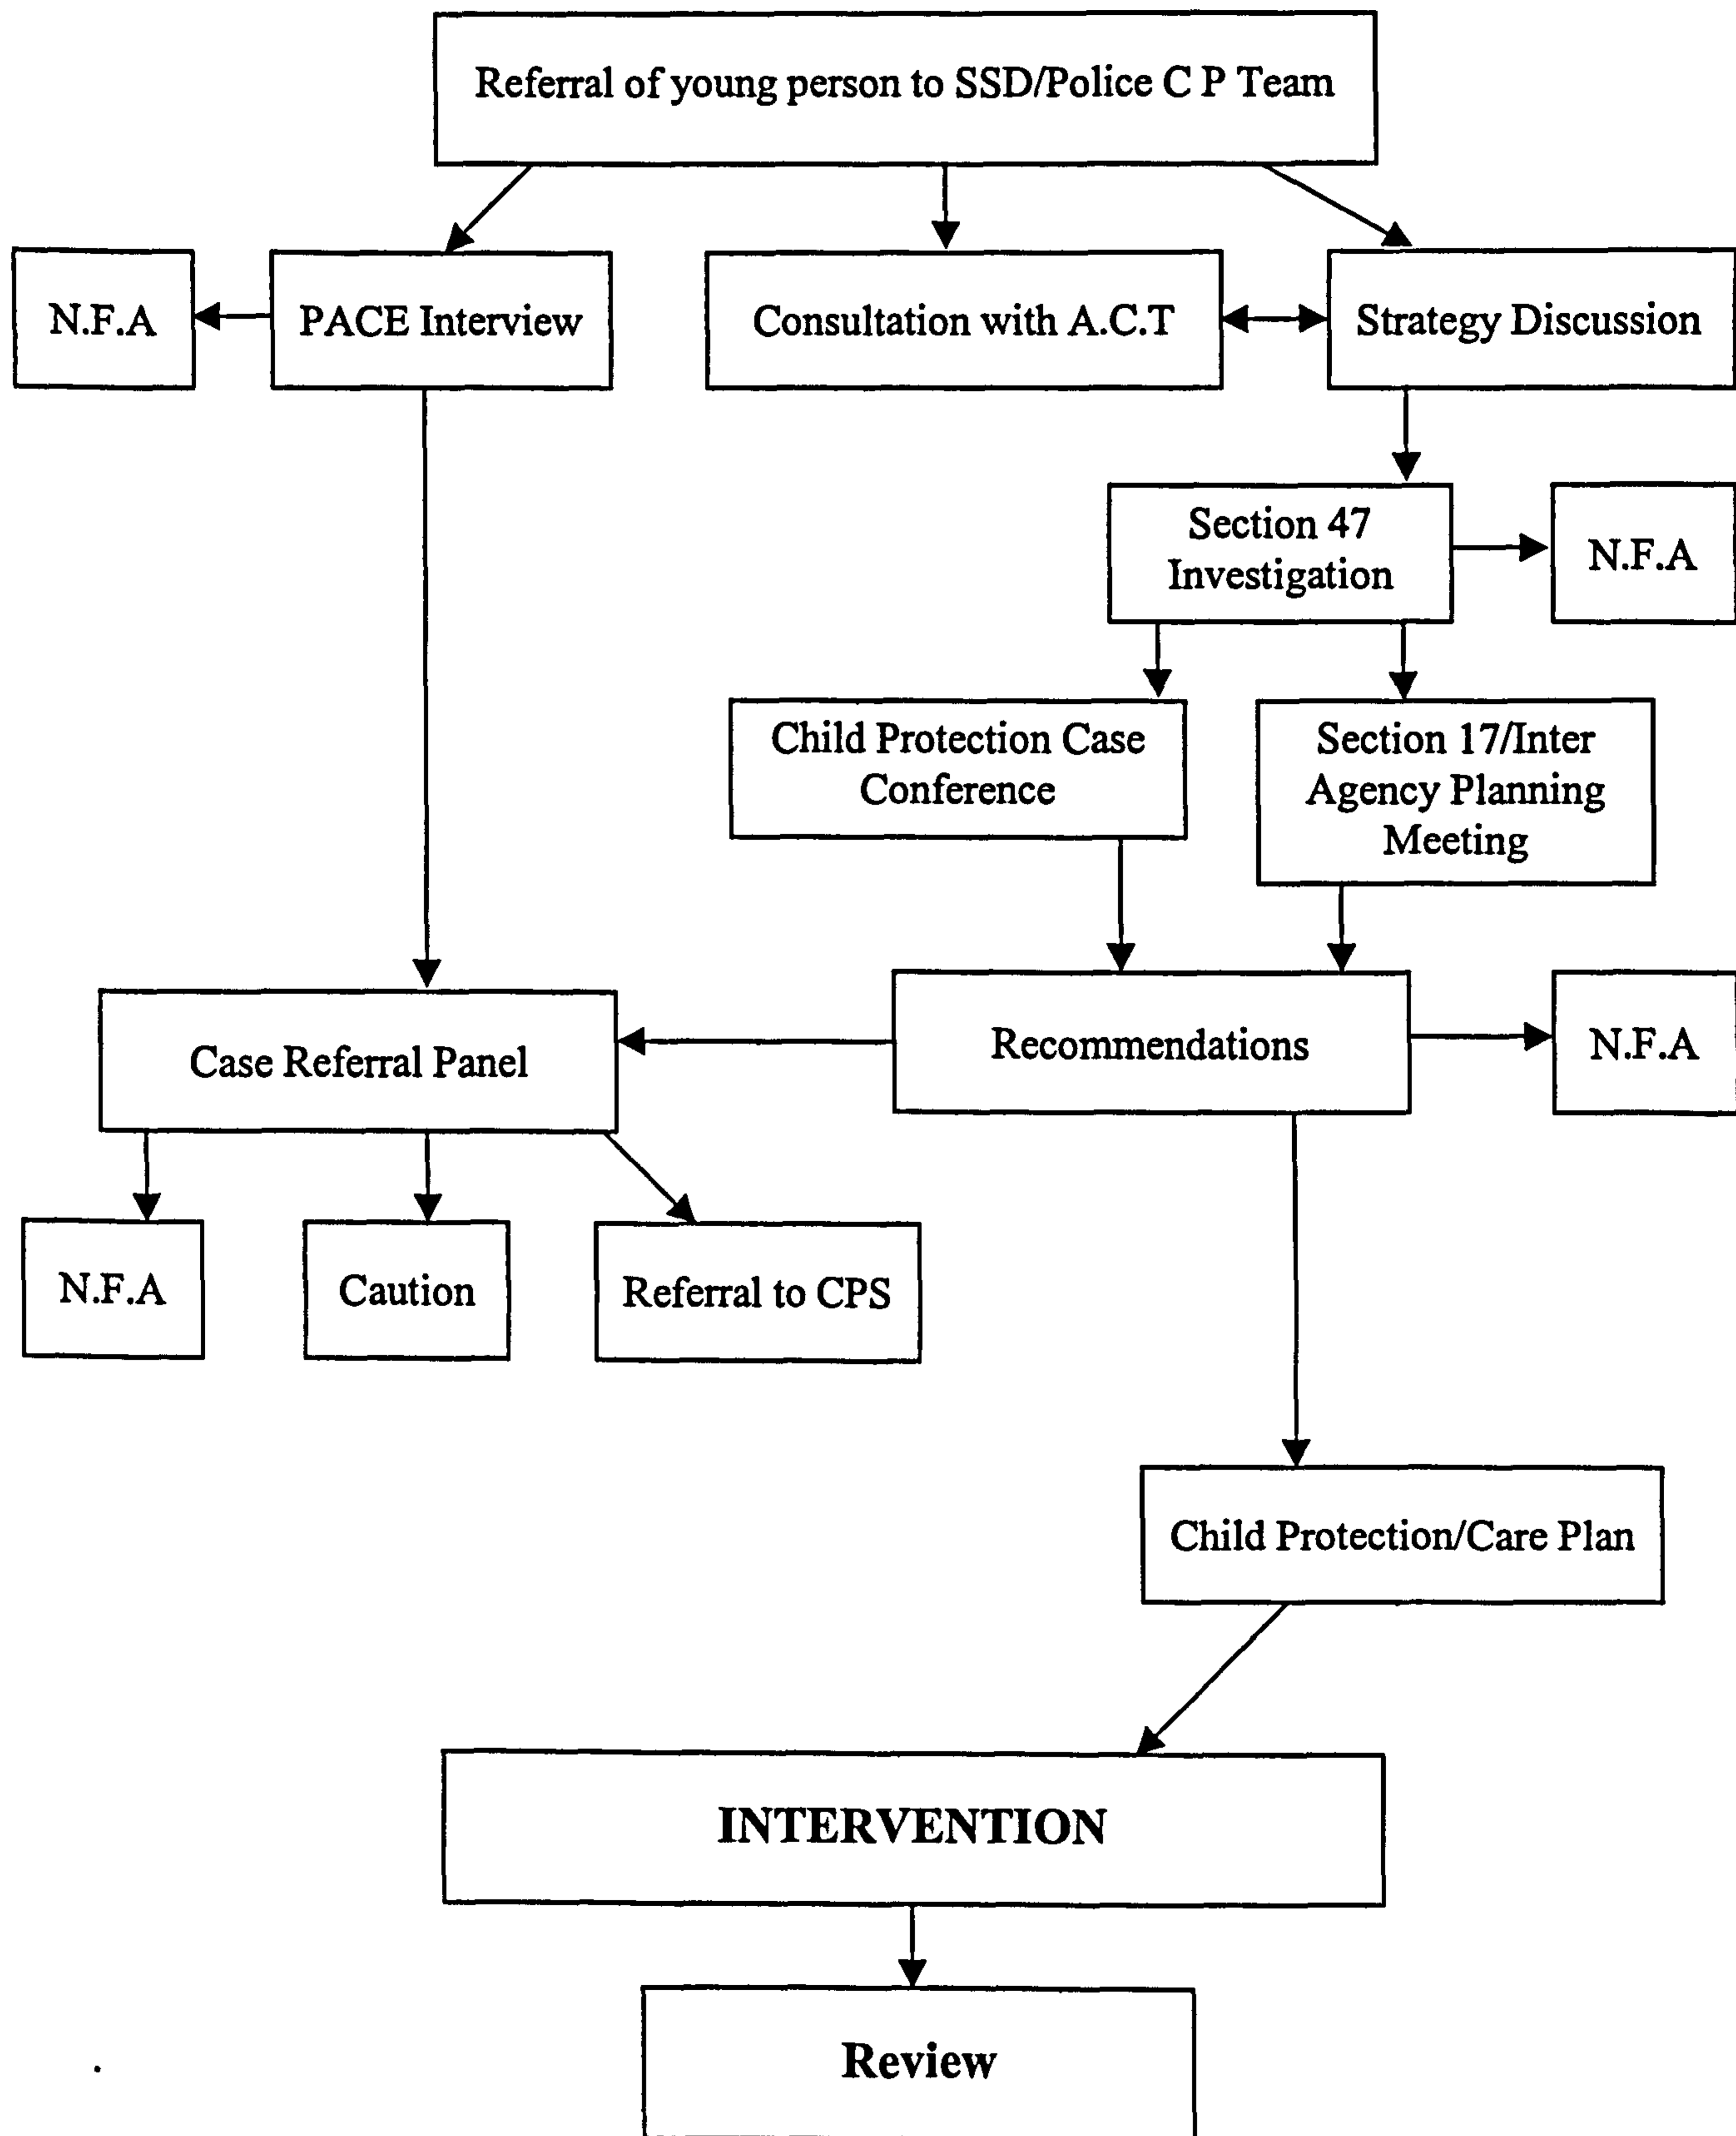 Referral of young person to SSD/Police C P Team
N.F.A
PACE Interview
Consultation with A.C.T
Strategy Discussion
Section 47
Investigation
N.F.A
Child Protection Case
Conference
Section 17/Inter
Agency Planning
Meeting
Case Referral Panel
Recommendations
N.F.A
N.F.A
Caution
Referral to CPS
Child Protection/Care Plan
INTERVENTION
Review